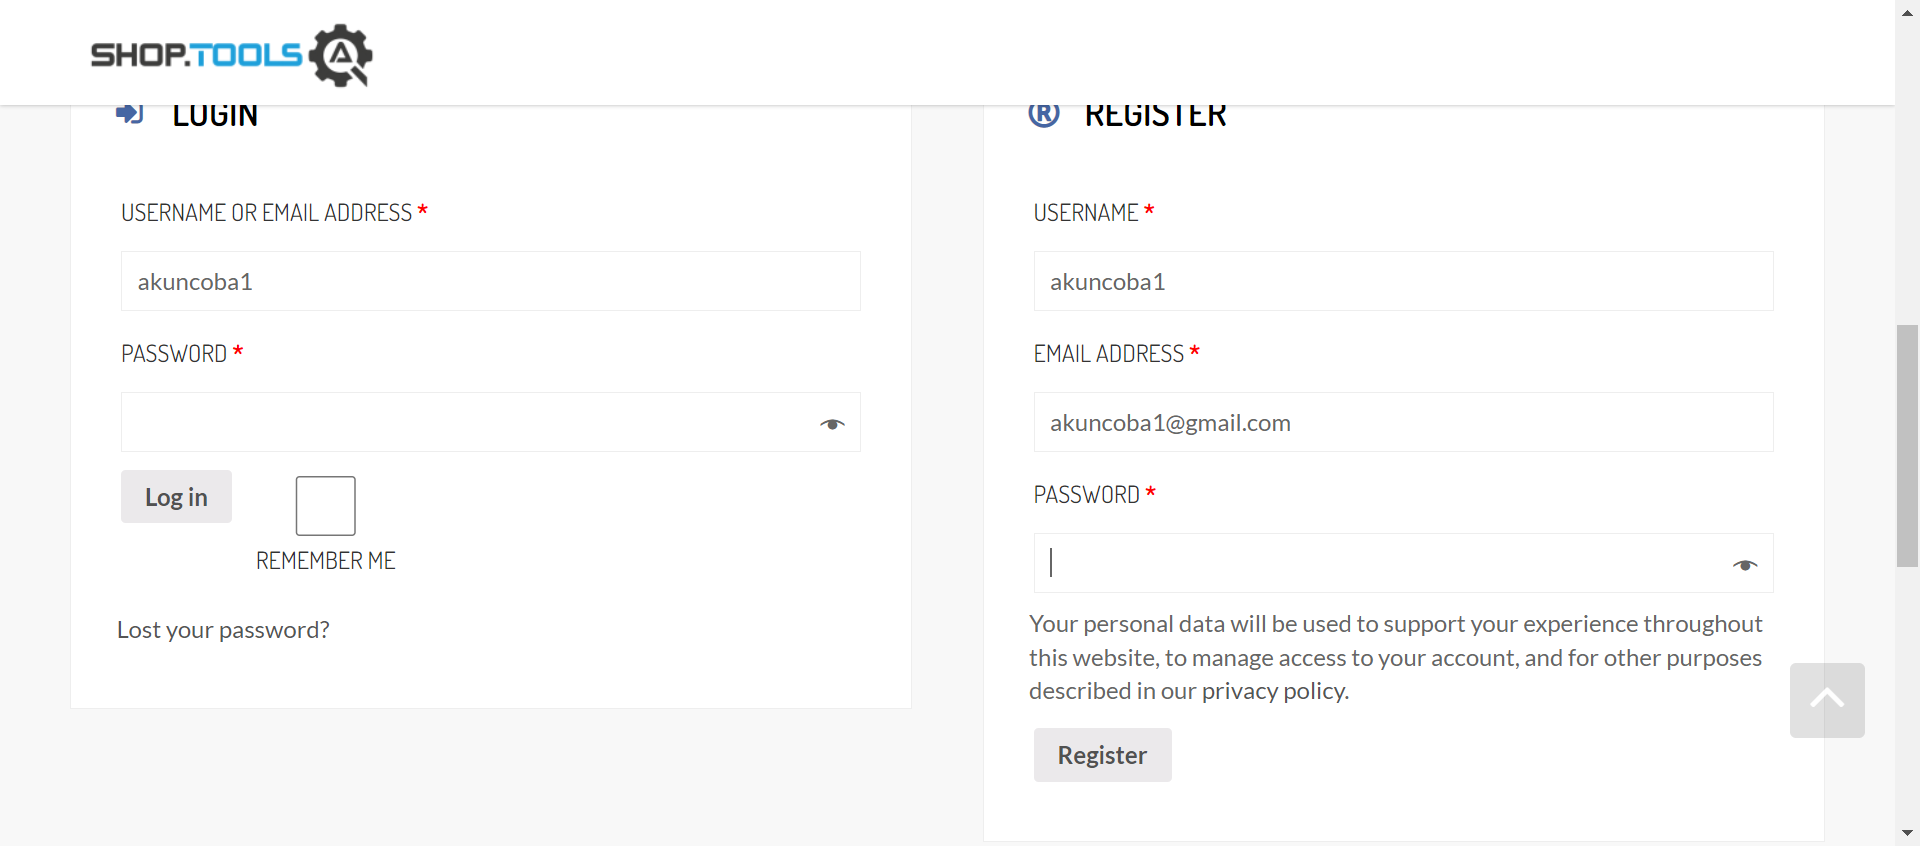 SHOP.TOOLS
LOGIN
USERNAME OR EMAIL ADDRESS *
akuncoba1
PASSWORD *
Log in
REMEMBER ME
Lost your password?
REGISTER
USERNAME *
akuncoba1
EMAIL ADDRESS *
akuncoba1@gmail.com
PASSWORD *
Your personal data will be used to support your experience throughout
this website, to manage access to your account, and for other purposes
described in our privacy policy.
Register